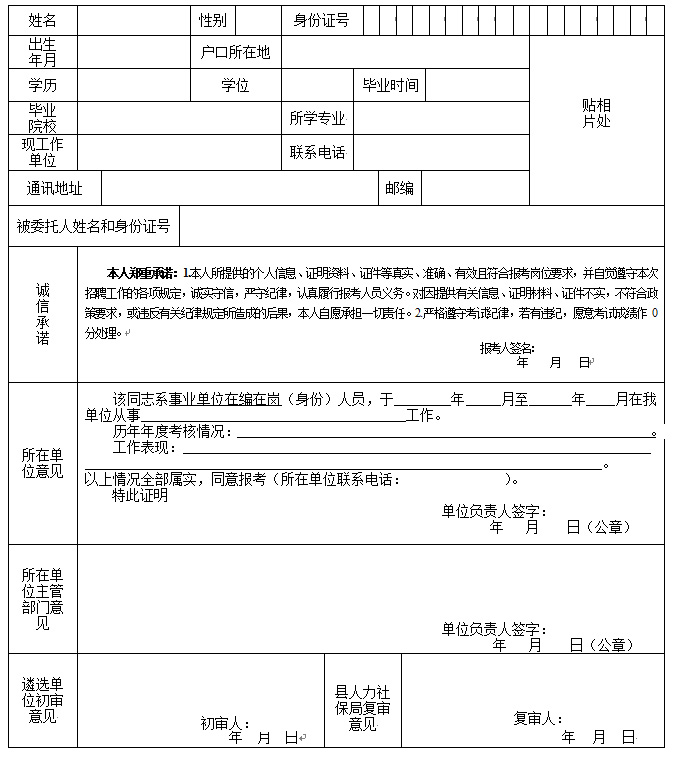 姓名 性别 身份证号
出生年月 户口所在地
学历 学位 毕业时间
毕业院校 所学专业
贴相片处
现工作单位 联系电话
通讯地址 邮编
被委托人姓名和身份证号
诚信承诺
本人郑重承诺：1.本人所提供的个人信息、证明资料、证件等真实、准确、有效且符合报考岗位要求，并自觉遵守本次
招聘工作的各项规定，诚实守信，严守纪律，认真履行报考人员义务。对因提供有关信息、证明材料、证件不实，不符合政
策要求，或违反有关纪律规定所造成的后果，本人自愿承担一切责任。2.严格遵守考试纪律，若有违纪，愿意考试成绩作 0
分处理。
报考人签名：
年 月 日
所在单位意见
该同志系事业单位在编在岗（身份）人员，于________年_____月至______年____月在我
单位从事______________________________________工作。
历年年度考核情况：____________________________________________________________。
工作表现：____________________________________________________________________
__________________________________________________________________________。
以上情况全部属实，同意报考（所在单位联系电话： ）。
特此证明
单位负责人签字：
年 月 日（公章）
所在单位主管部门意见
单位负责人签字：
年 月 日（公章）
遴选单位初审意见
初审人：
年 月 日
县人力社保局复审意见
复审人：
年 月 日